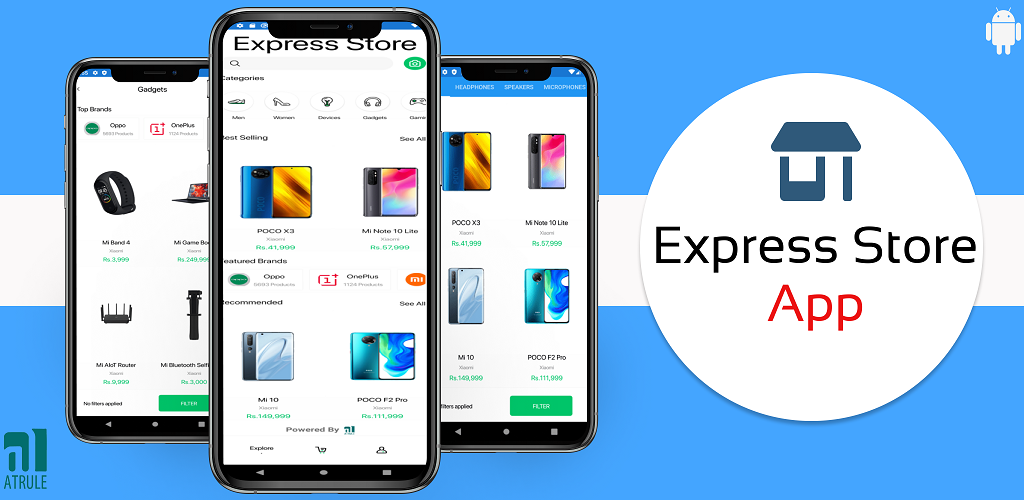 Gadgets
Top Brands
Oppo
5693 Products
OnePlus
1124 Products
Mi Band 4
Xiaomi
Rs.3,999
Mi Game Boo
Xiaomi
Rs.249,999
Mi AIoT Router
Xiaomi
Rs.9,999
Mi Bluetooth Selfi
Xiaomi
Rs.3,000
No filters applied
FILTER
Express Store
Categories
Men
Women
Devices
Gadgets
Gami
Best Selling
See All
POCO X3
Xiaomi
Rs.41,999
Mi Note 10 Lite
Xiaomi
Rs.57,999
Featured Brands
Oppo
5693 Products
OnePlus
1124 Products
Recommended
See All
Mi 10
Xiaomi
Rs.149,999
POCO F2 Pro
Xiaomi
Rs.111,999
Powered By
Explore
HEADPHONES SPEAKERS MICROPHONES
POCO X3
Xiaomi
Rs.41,999
Mi Note 10 Lite
Xiaomi
Rs.57,999
Mi 10
Xiaomi
Rs.149,999
POCO F2 Pro
Xiaomi
Rs.111,999
No filters applied
FILTER
Express Store
App
ATRULE